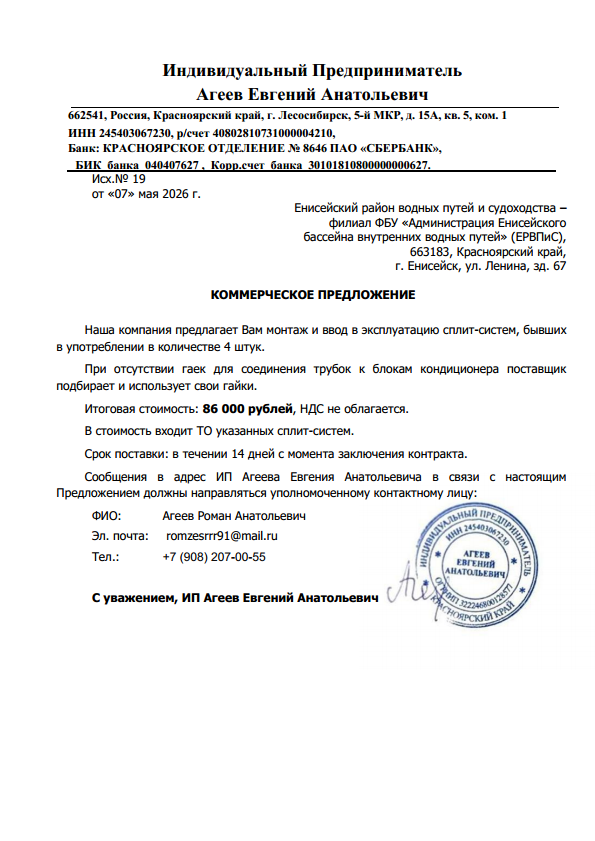 Индивидуальный Предприниматель
Агеев Евгений Анатольевич
662541, Россия, Красноярский край, г. Лесосибирск, 5-й МКР, д. 15А, кв. 5, ком. 1
ИНН 245403067230, р/счет 40802810731000004210,
Банк: КРАСНОЯРСКОЕ ОТДЕЛЕНИЕ № 8646 ПАО «СБЕРБАНК»,
БИК банка 040407627 , Корр.счет банка 30101810800000000627.
Исх.№ 19
от «07» мая 2026 г.
Енисейский район водных путей и судоходства –
филиал ФБУ «Администрация Енисейского
бассейна внутренних водных путей» (ЕРВПиС),
663183, Красноярский край,
г. Енисейск, ул. Ленина, зд. 67
КОММЕРЧЕСКОЕ ПРЕДЛОЖЕНИЕ
Наша компания предлагает Вам монтаж и ввод в эксплуатацию сплит-систем, бывших
в употреблении в количестве 4 штук.
При отсутствии гаек для соединения трубок к блокам кондиционера поставщик
подбирает и использует свои гайки.
Итоговая стоимость: 86 000 рублей, НДС не облагается.
В стоимость входит ТО указанных сплит-систем.
Срок поставки: в течении 14 дней с момента заключения контракта.
Сообщения в адрес ИП Агеева Евгения Анатольевича в связи с настоящим
Предложением должны направляться уполномоченному контактному лицу:
ФИО: Агеев Роман Анатольевич
Эл. почта: romzesrrr91@mail.ru
Тел.: +7 (908) 207-00-55
С уважением, ИП Агеев Евгений Анатольевич
ИНДИВИДУАЛЬНЫЙ ПРЕДПРИНИМАТЕЛЬ
ИНН 245403067230
АГЕЕВ
ЕВГЕНИЙ
АНАТОЛЬЕВИЧ
КРАСНОЯРСКИЙ КРАЙ